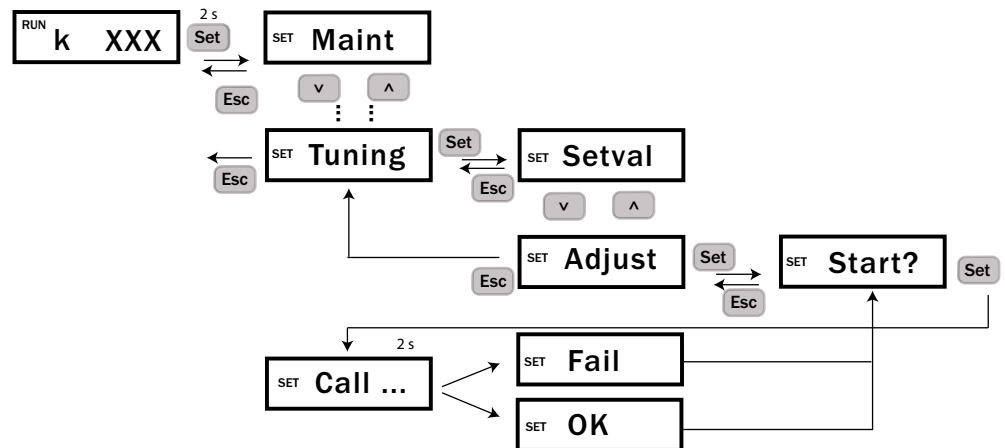 RUN k XXX
2 s
Set
Esc
SET Maint
v ʌ
SET Tuning
Esc
Set
Esc
SET Setval
v ʌ
SET Adjust
Esc
Set
Esc
SET Start?
Set
SET Call ...
2 s
SET Fail
SET OK